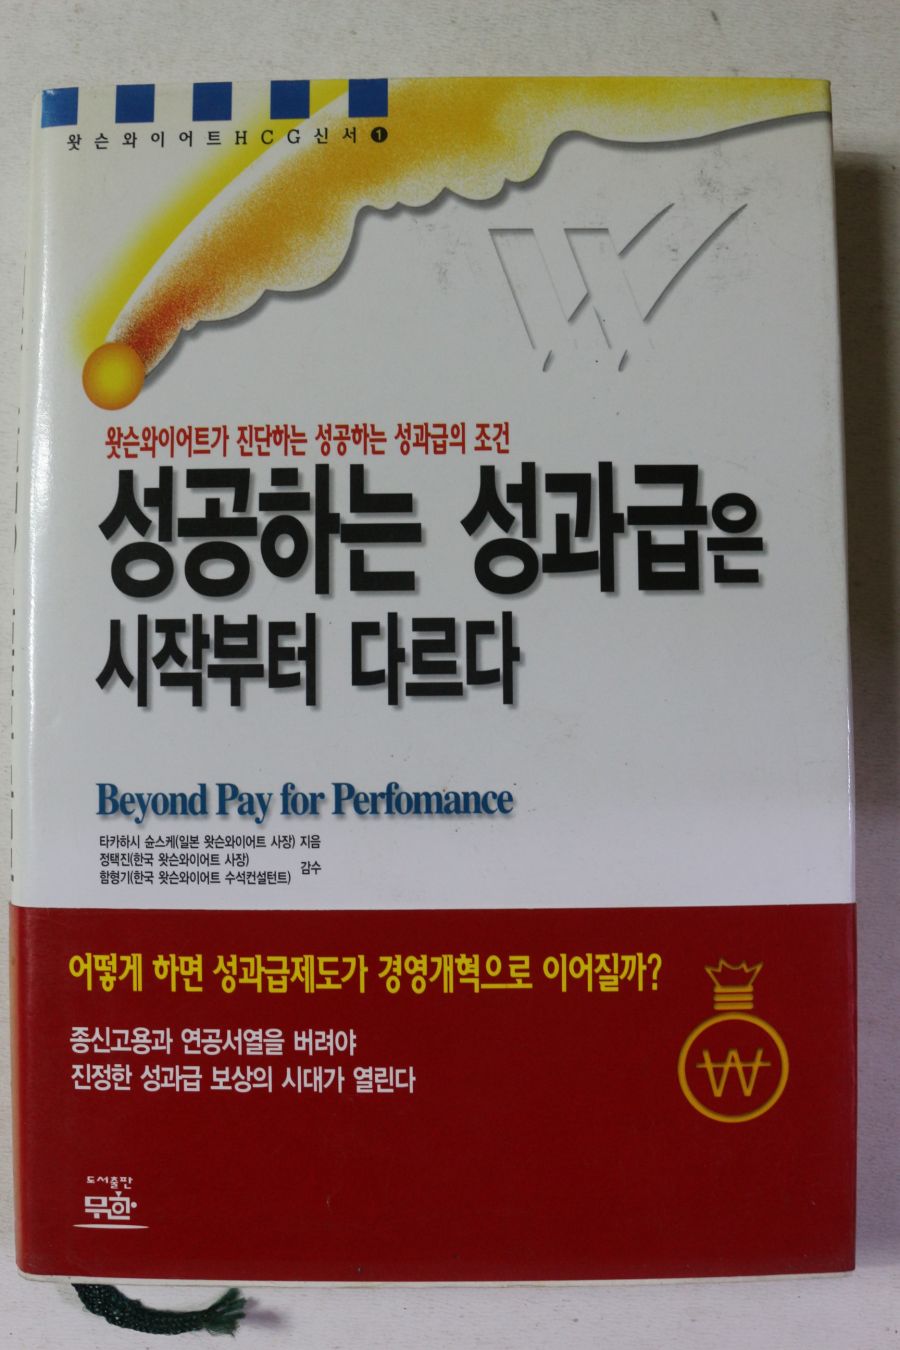 왓슨와이어트HCG신서1
왓슨와이어트가 진단하는 성공하는 성과급의 조건
성공하는 성과급은
시작부터 다르다
Beyond Pay for Perfomance
타카하시 슌스케(일본 왓슨와이어트 사장) 지음
정택진(한국 왓슨와이어트 사장)
함형기(한국 왓슨와이어트 수석컨설턴트)
감수
어떻게 하면 성과급제도가 경영개혁으로 이어질까?
종신고용과 연공서열을 버려야
진정한 성과급 보상의 시대가 열린다
₩
도서출판
무한